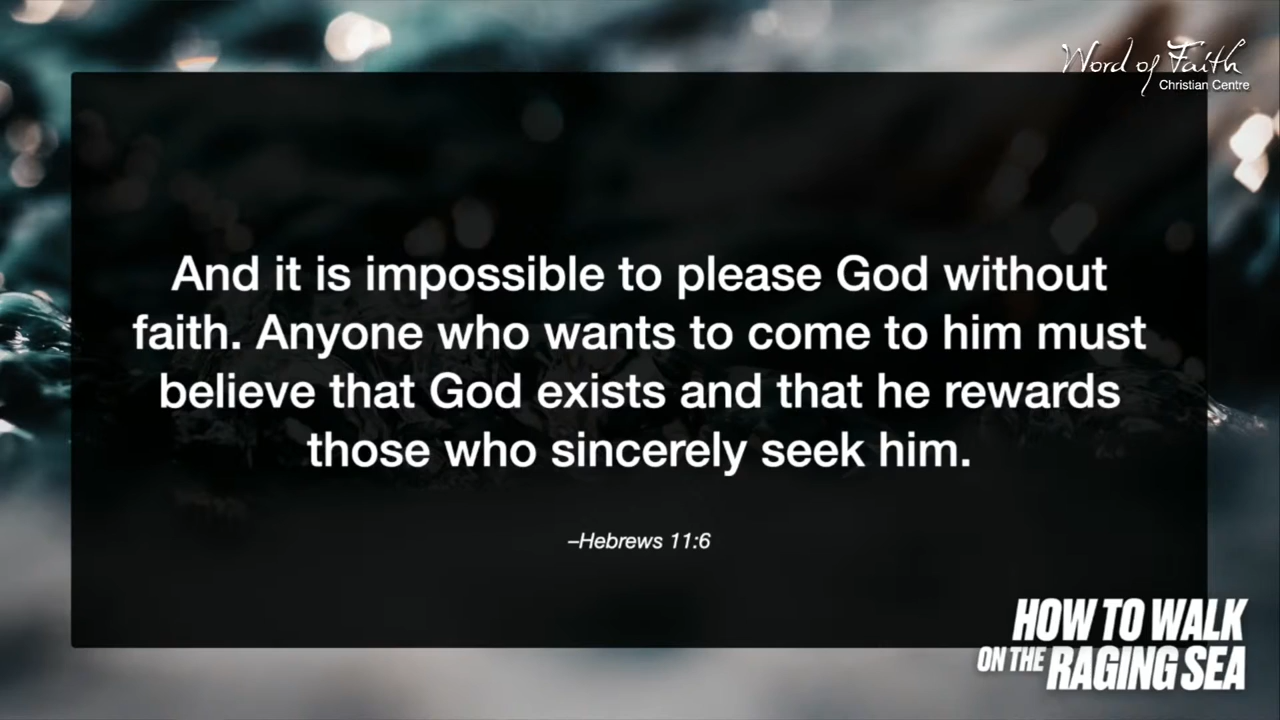 Word of Faith
Christian Centre
And it is impossible to please God without
faith. Anyone who wants to come to him must
believe that God exists and that he rewards
those who sincerely seek him.
–Hebrews 11:6
HOW TO WALK
ON THE RAGING SEA